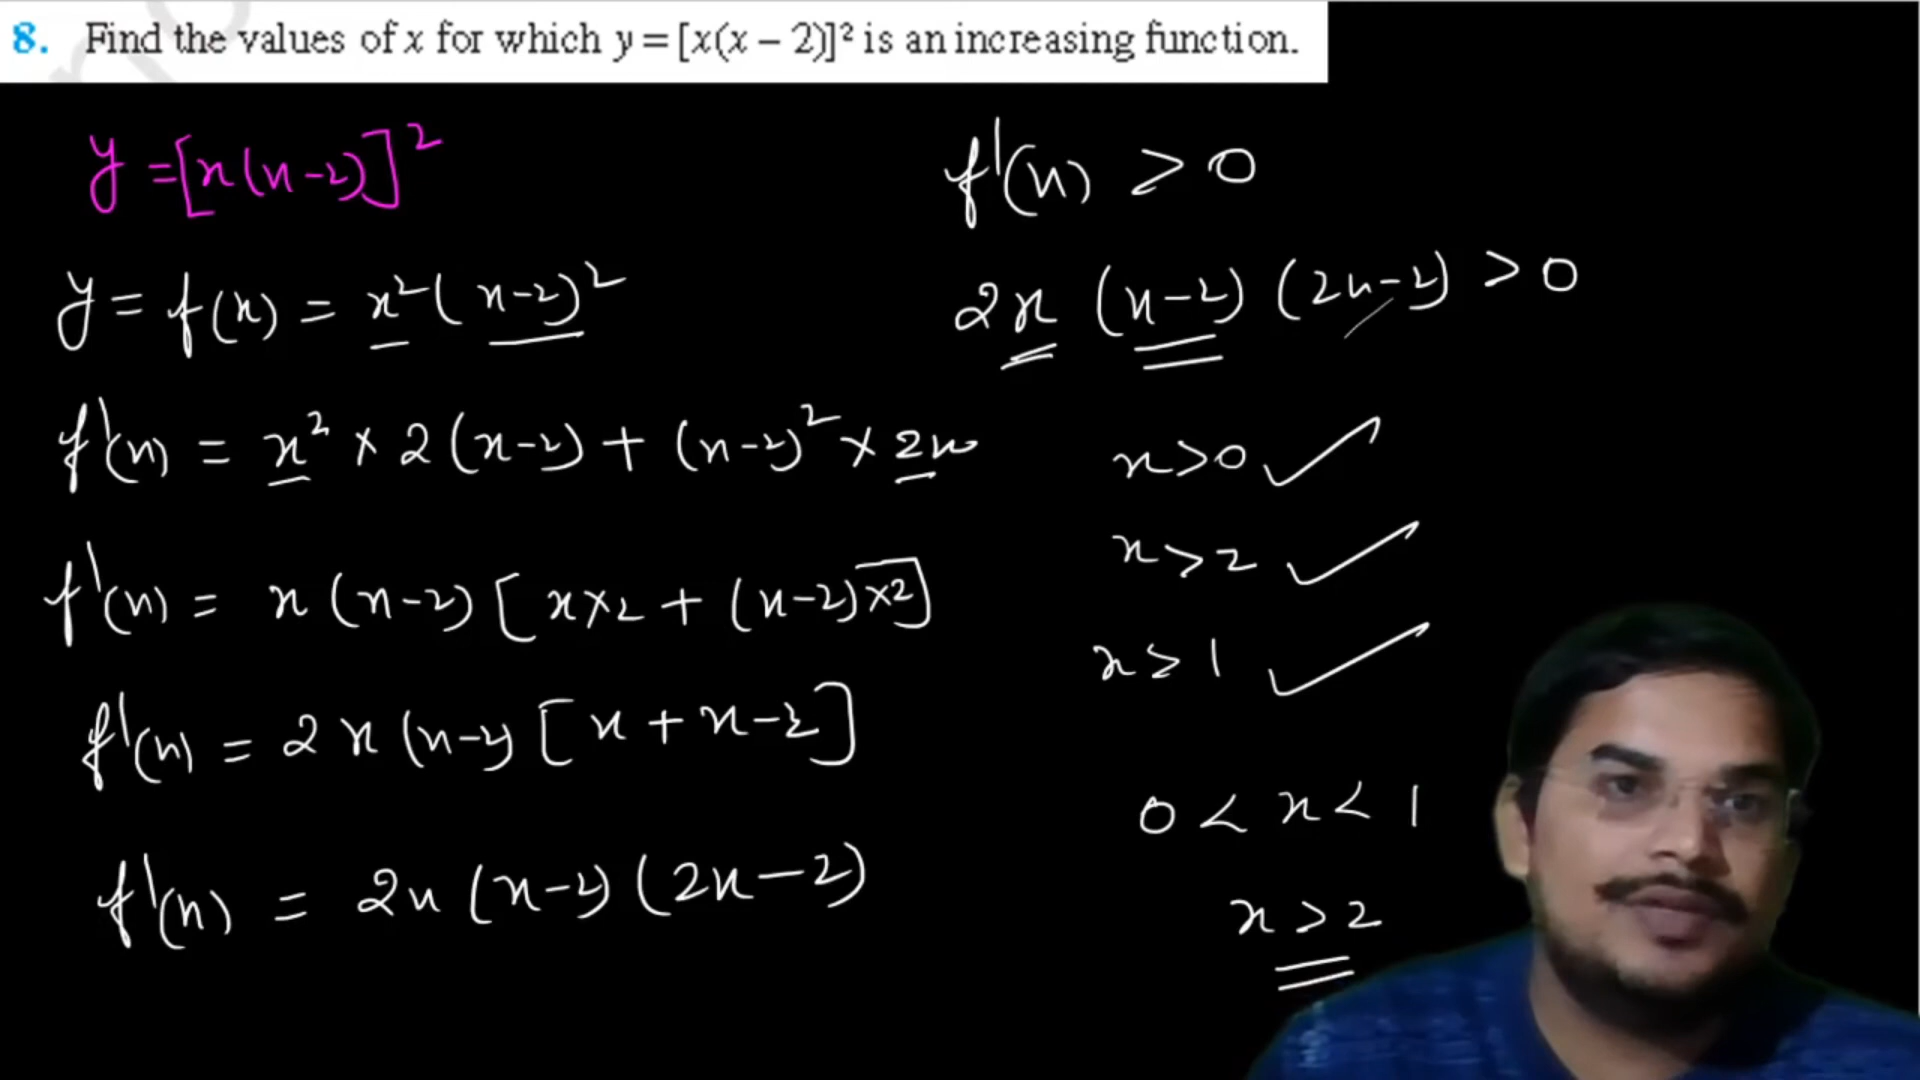 8. Find the values of x for which y = [x(x – 2)]² is an increasing function.
y = [x(x-2)]²
y = f(x) = x²(x-2)²
f'(x) = x² × 2(x-2) + (x-2)² × 2x
f'(x) = x(x-2)[x×2 + (x-2)×2]
f'(x) = 2x(x-2)[x+x-2]
f'(x) = 2x(x-2)(2x-2)
f'(x) > 0
2x (x-2) (2x-2) > 0
x>0 ✓
x>2 ✓
x>1 ✓
0 < x < 1
x>2